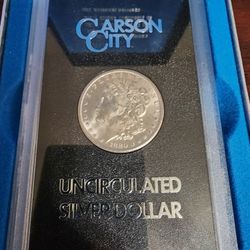 CARSON
CITY
UNCIRCULATED
SILVER DOLLAR